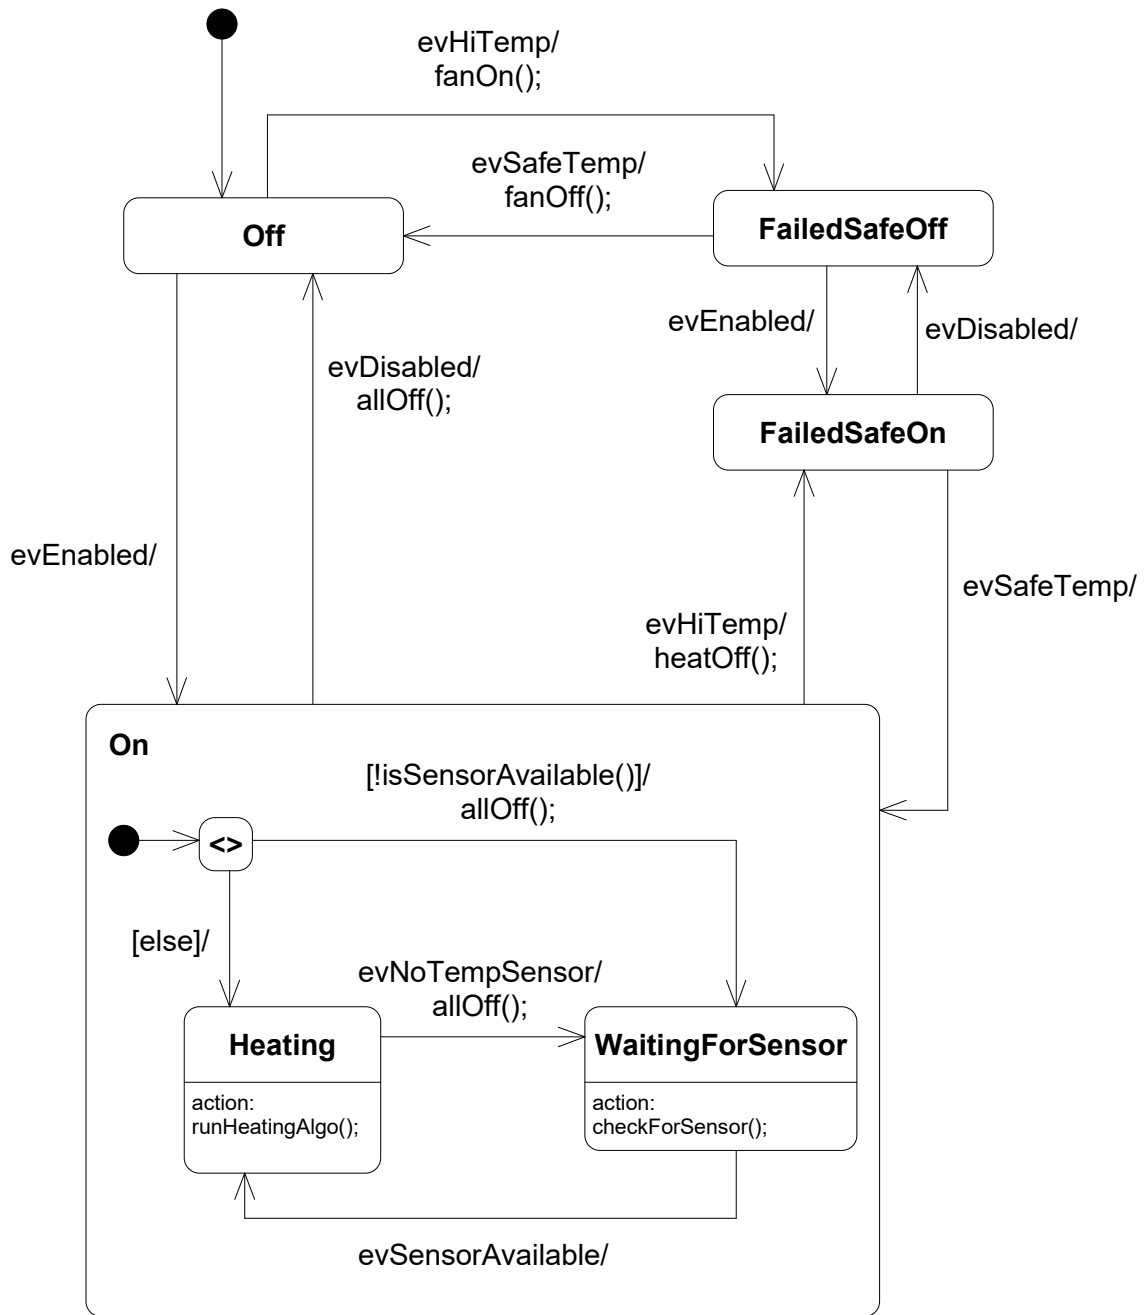 evHiTemp/
fanOn();
evSafeTemp/
fanOff();
Off
FailedSafeOff
evEnabled/
evDisabled/
evDisabled/
allOff();
FailedSafeOn
evEnabled/
evSafeTemp/
evHiTemp/
heatOff();
On
[!isSensorAvailable()]/
allOff();
<>
[else]/
evNoTempSensor/
allOff();
Heating
action:
runHeatingAlgo();
WaitingForSensor
action:
checkForSensor();
evSensorAvailable/